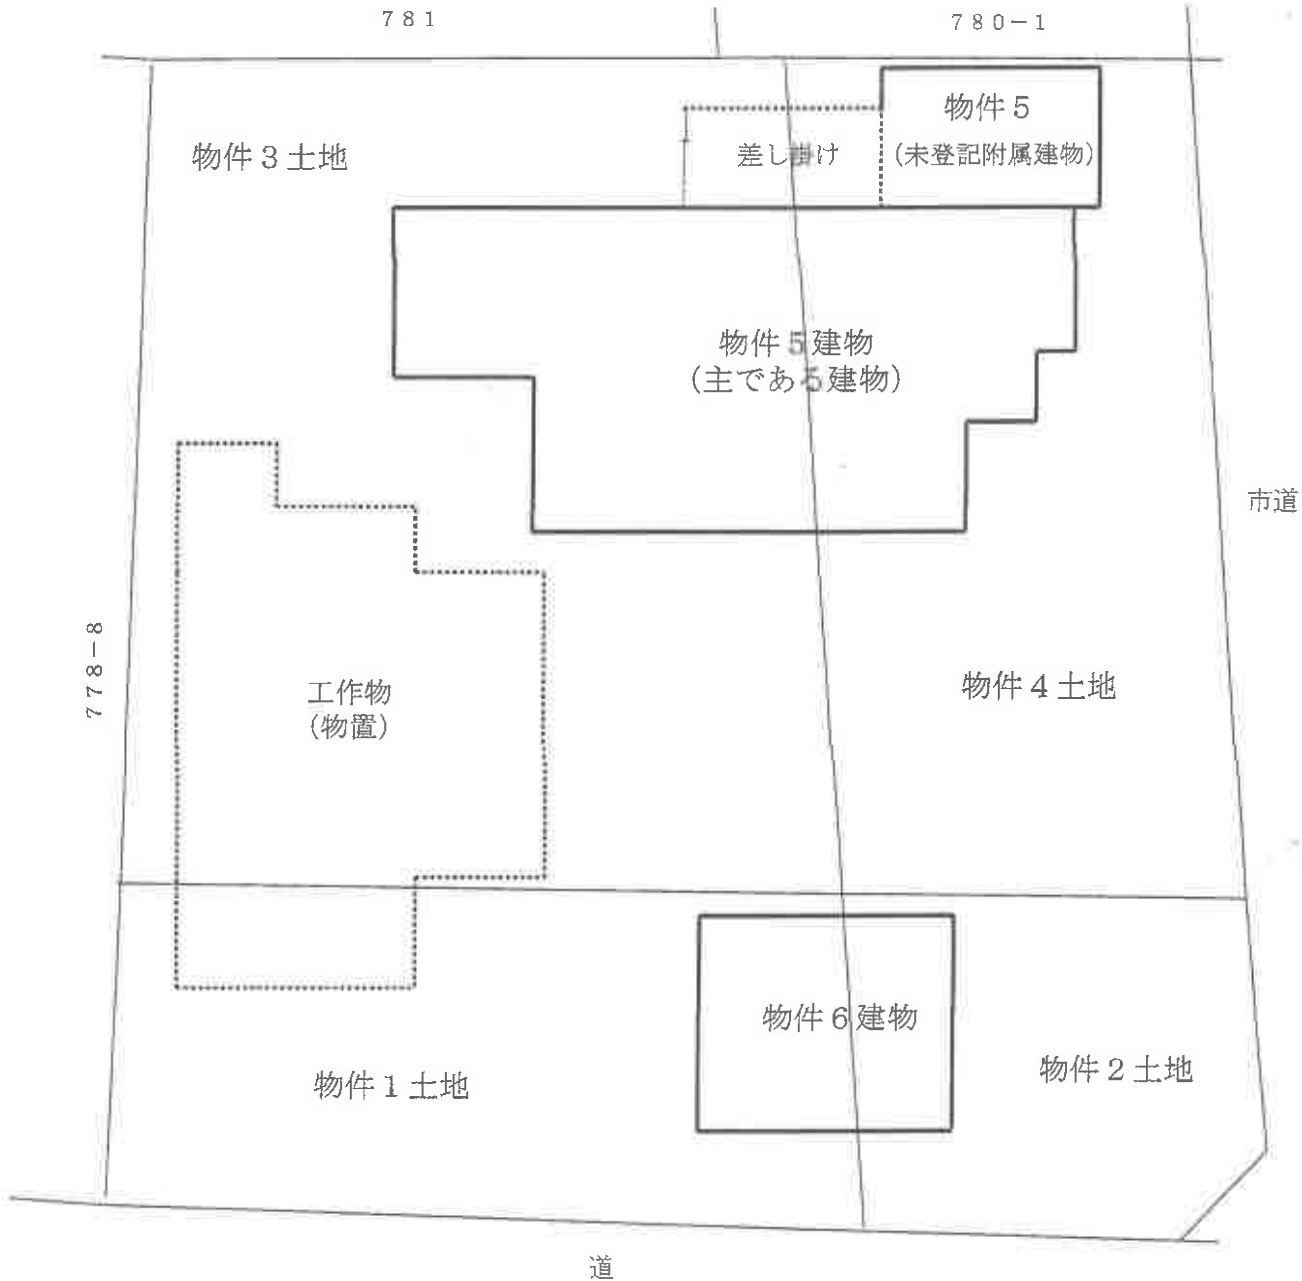 781
780-1
物件3土地
差し掛け
物件5
(未登記附属建物)
物件5建物
(主である建物)
市道
778-8
工作物
(物置)
物件4土地
物件6建物
物件1土地
物件2土地
道